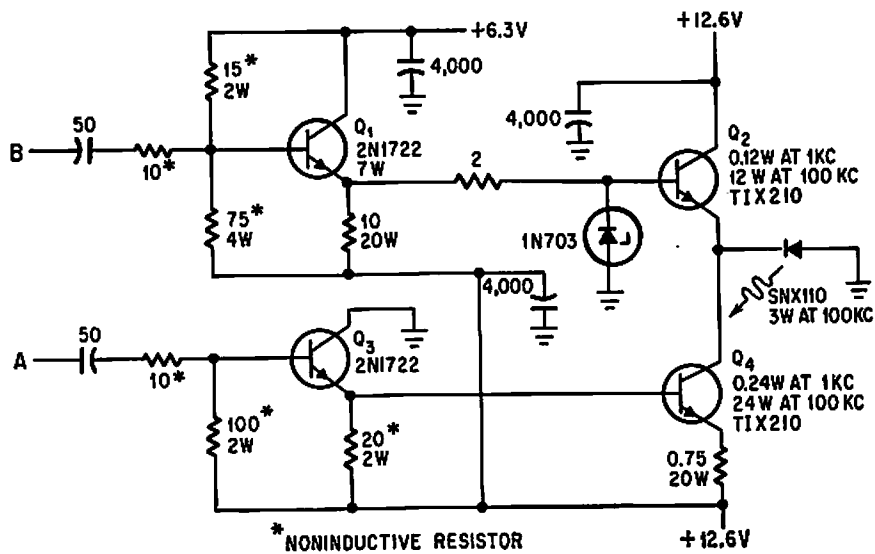 +6.3V
+12.6V
15*
2W
4,000
4,000
B
50
10*
Q1
2N1722
7W
2
Q2
0.12W AT 1KC
12 W AT 100 KC
TIX210
75*
4W
10
20W
1N703
4,000
SNX110
3W AT 100KC
A
50
10*
Q3
2N1722
Q4
0.24W AT 1KC
24W AT 100 KC
TIX210
100*
2W
20*
2W
0.75
20W
*NONINDUCTIVE RESISTOR
+12.6V